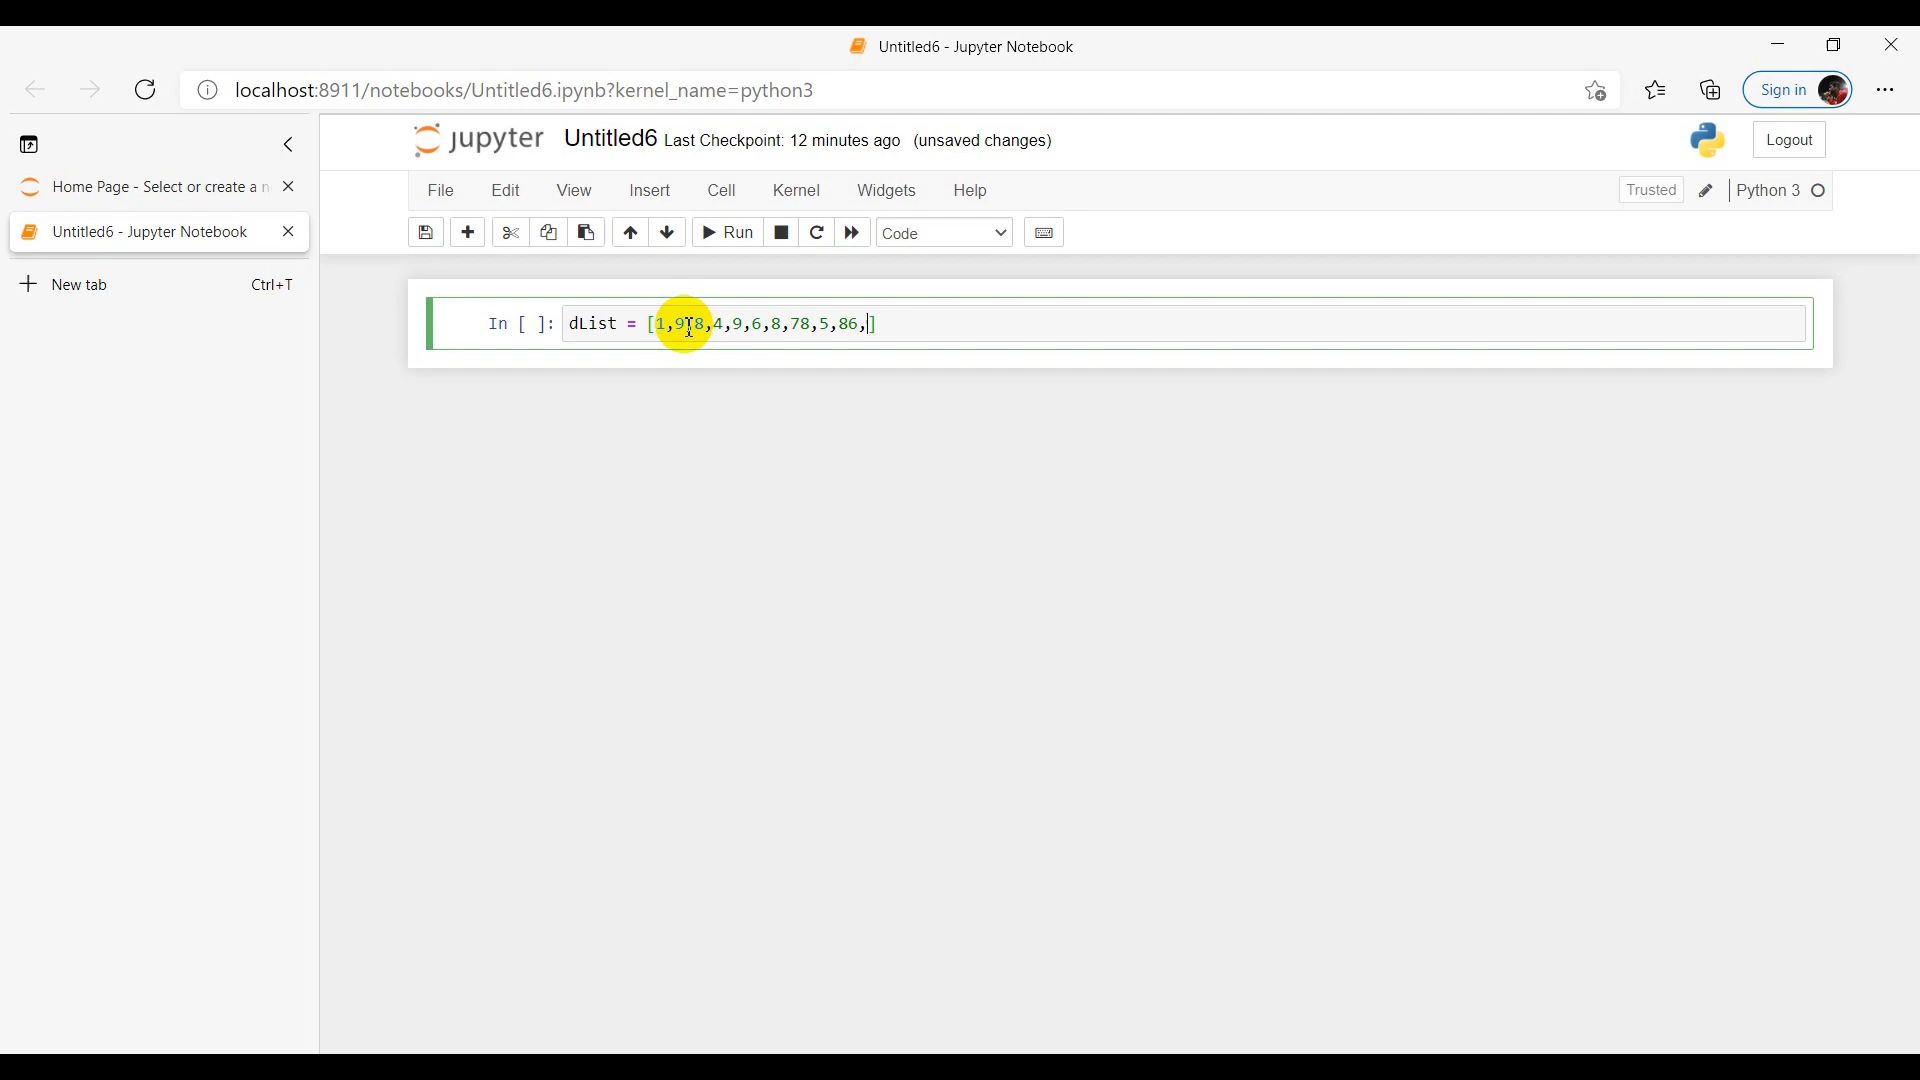 Untitled6 - Jupyter Notebook
localhost:8911/notebooks/Untitled6.ipynb?kernel_name=python3
Sign in
Home Page - Select or create a n
Untitled6 - Jupyter Notebook
New tab Ctrl+T
jupyter Untitled6 Last Checkpoint: 12 minutes ago (unsaved changes)
Logout
File Edit View Insert Cell Kernel Widgets Help
Trusted Python 3
Run Code
In [ ]: dList = [1,9,8,4,9,6,8,78,5,86,]